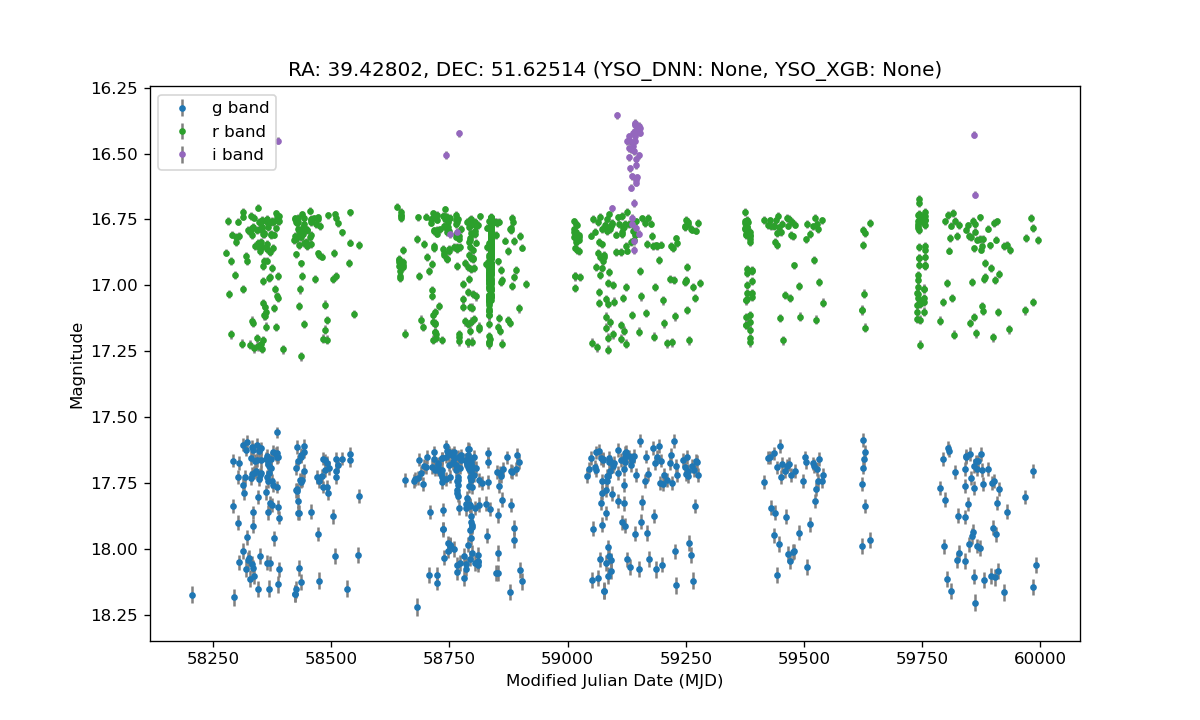 RA: 39.42802, DEC: 51.62514 (YSO_DNN: None, YSO_XGB: None)
16.25
16.50
16.75
17.00
17.25
17.50
17.75
18.00
18.25
Magnitude
g band
r band
i band
58250 58500 58750 59000 59250 59500 59750 60000
Modified Julian Date (MJD)